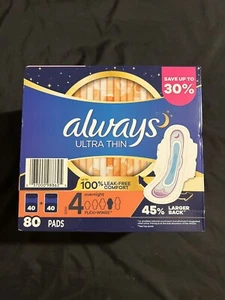 SAVE UP TO
30%
always
ULTRA THIN
100% LEAK-FREE
COMFORT
4
overnight
FLEXI-WINGS
40
40
80 PADS
45% LARGER
BACK